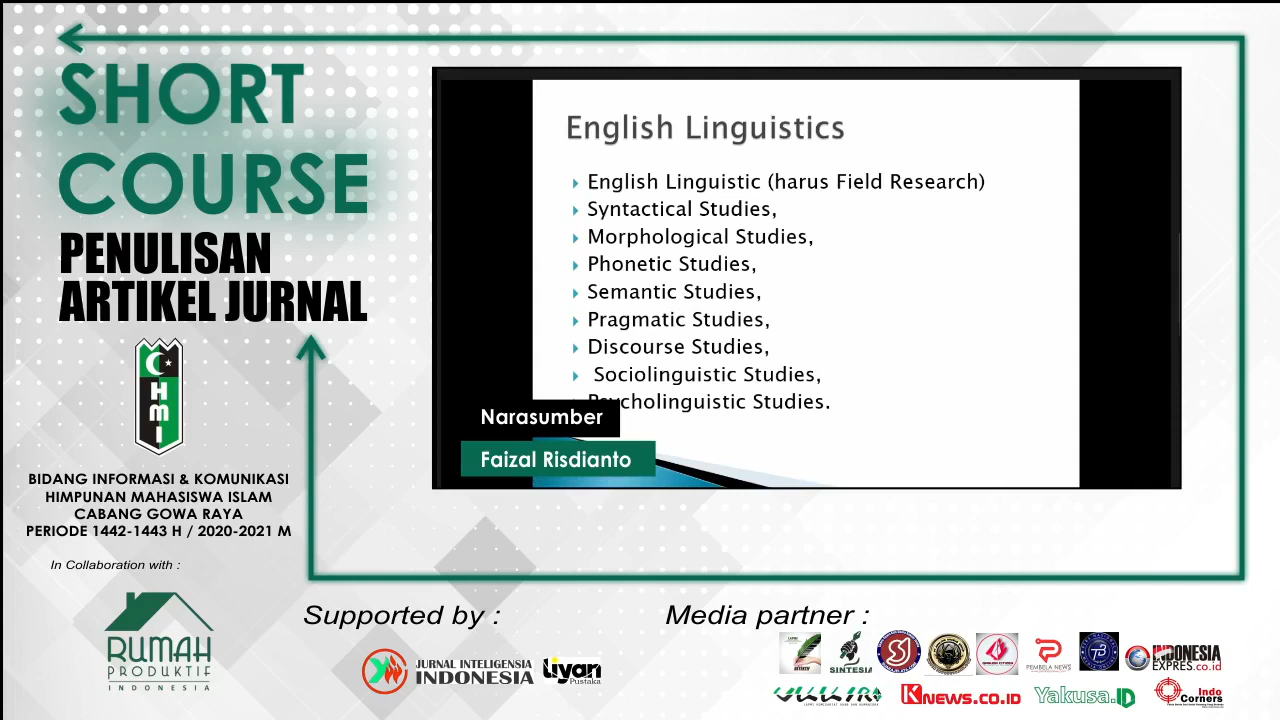 SHORT
COURSE
PENULISAN
ARTIKEL JURNAL
HMI
BIDANG INFORMASI & KOMUNIKASI
HIMPUNAN MAHASISWA ISLAM
CABANG GOWA RAYA
PERIODE 1442-1443 H / 2020-2021 M
In Collaboration with :
RUMAH
PRODUKTIF
INDONESIA
English Linguistics
English Linguistic (harus Field Research)
Syntactical Studies,
Morphological Studies,
Phonetic Studies,
Semantic Studies,
Pragmatic Studies,
Discourse Studies,
Sociolinguistic Studies,
Psycholinguistic Studies.
Narasumber
Faizal Risdianto
Supported by :
JURNAL INTELIGENSIA
INDONESIA
Liyan
Pustaka
Media partner :
SINTESIA
PEMBELA NEWS
INDONESIA
EXPRES.co.id
KNEWS.CO.ID
Yakusa.ID
Indo
Corners